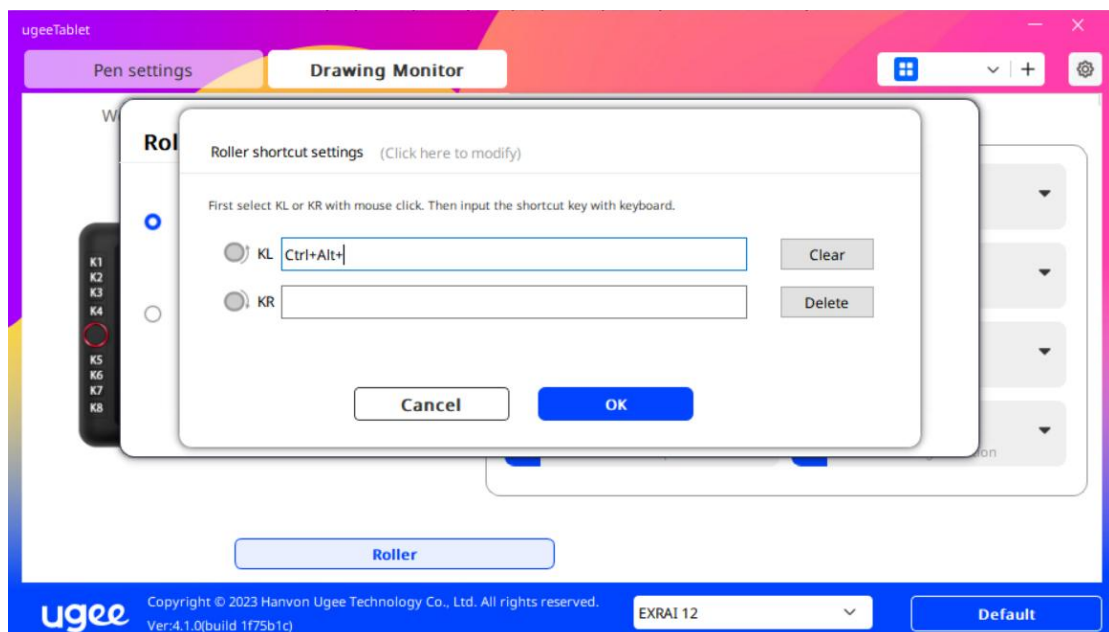 ugeeTablet
Pen settings
Drawing Monitor
Rol
Roller shortcut settings (Click here to modify)
First select KL or KR with mouse click. Then input the shortcut key with keyboard.
KL Ctrl+Alt+ Clear
KR Delete
Cancel OK
K1
K2
K3
K4
K5
K6
K7
K8
Roller
ugee
Copyright © 2023 Hanvon Ugee Technology Co., Ltd. All rights reserved.
Ver:4.1.0(build 1f75b1c)
EXRAI 12
Default